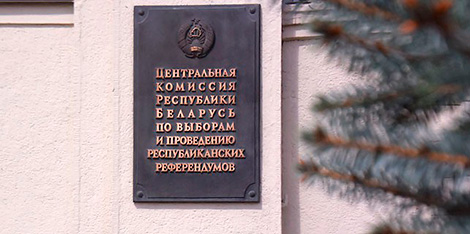 ЦЕНТРАЛЬНАЯ
КОМИССИЯ
РЕСПУБЛИКИ
БЕЛАРУСЬ
ПО ВЫБОРАМ
И ПРОВЕДЕНИЮ
РЕСПУБЛИКАНСКИХ
РЕФЕРЕНДУМОВ